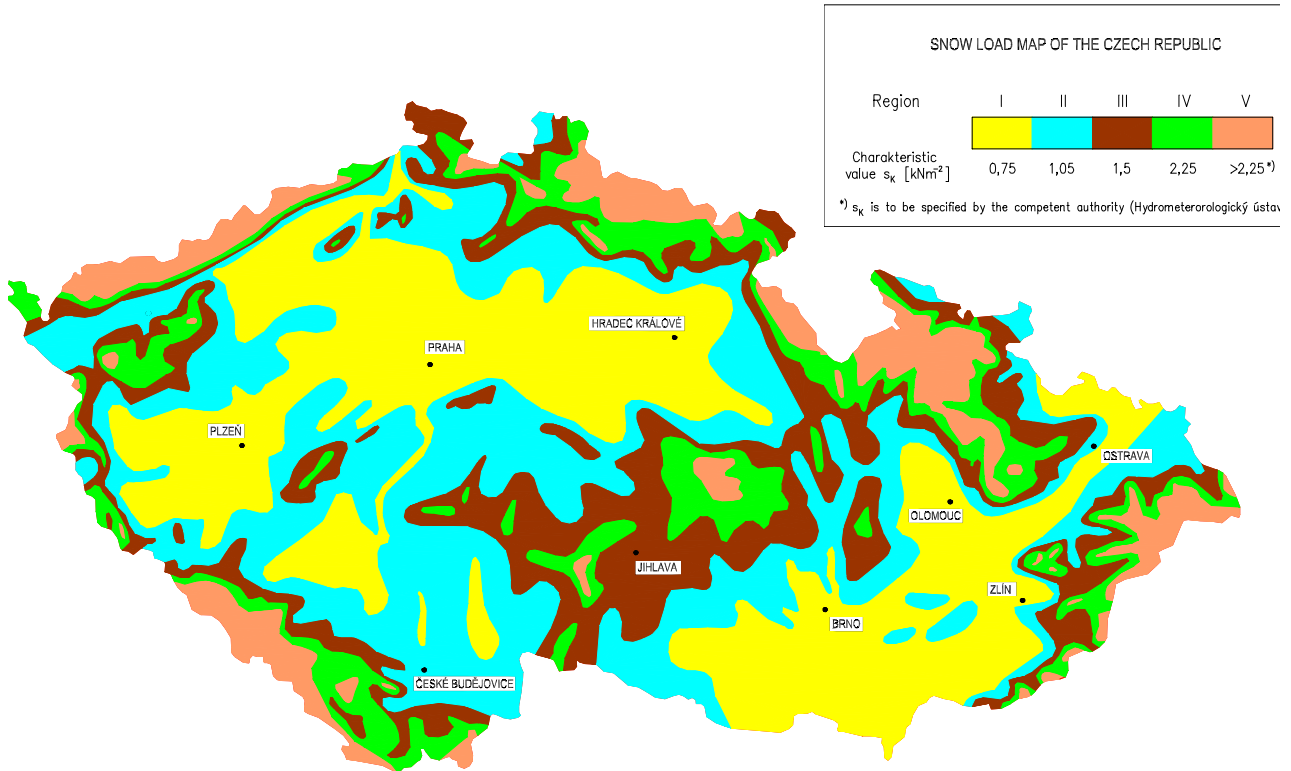 SNOW LOAD MAP OF THE CZECH REPUBLIC
Region I II III IV V
Charakteristic
value sK [kNm-2] 0,75 1,05 1,5 2,25 >2,25*)
*) sK is to be specified by the competent authority (Hydrometerorologický ústav
HRADEC KRÁLOVÉ
PRAHA
PLZEŇ
OSTRAVA
OLOMOUC
JIHLAVA
ZLÍN
BRNO
ČESKÉ BUDĚJOVICE